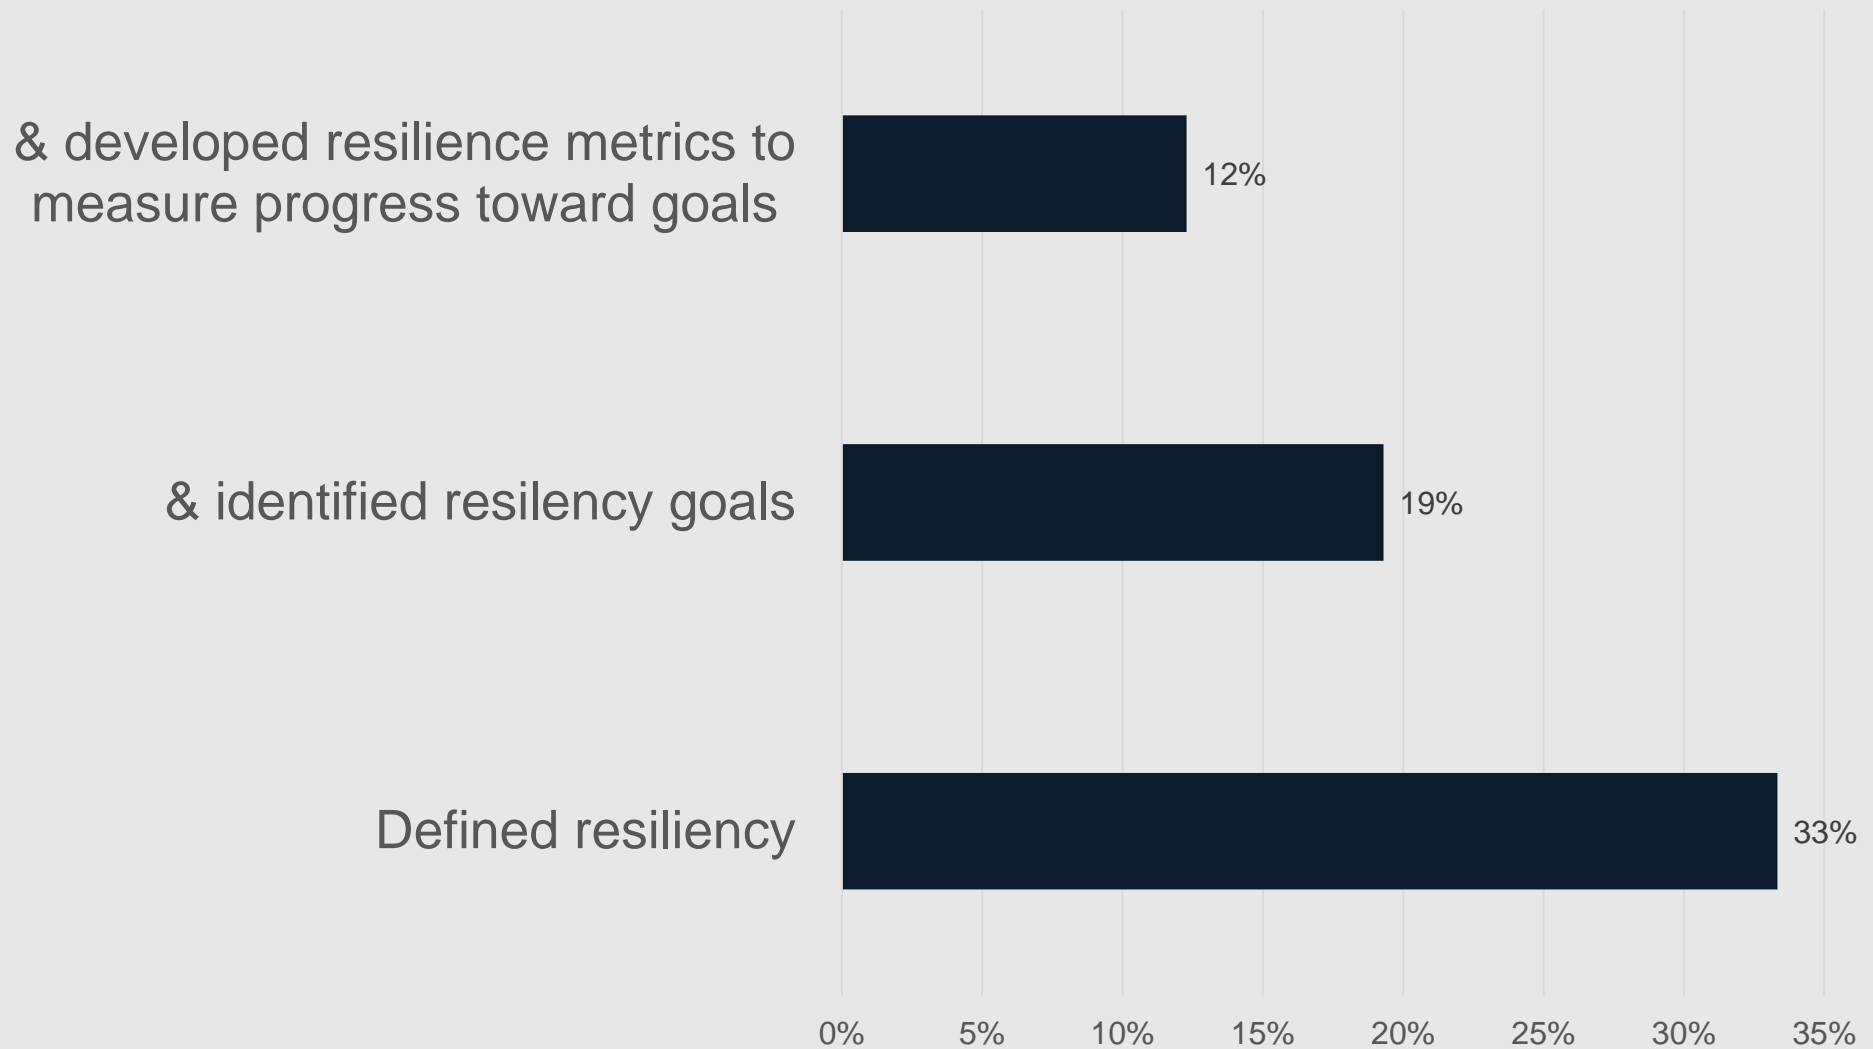 & developed resilience metrics to
measure progress toward goals
12%
& identified resilency goals
19%
Defined resiliency
33%
0%
5%
10%
15%
20%
25%
30%
35%